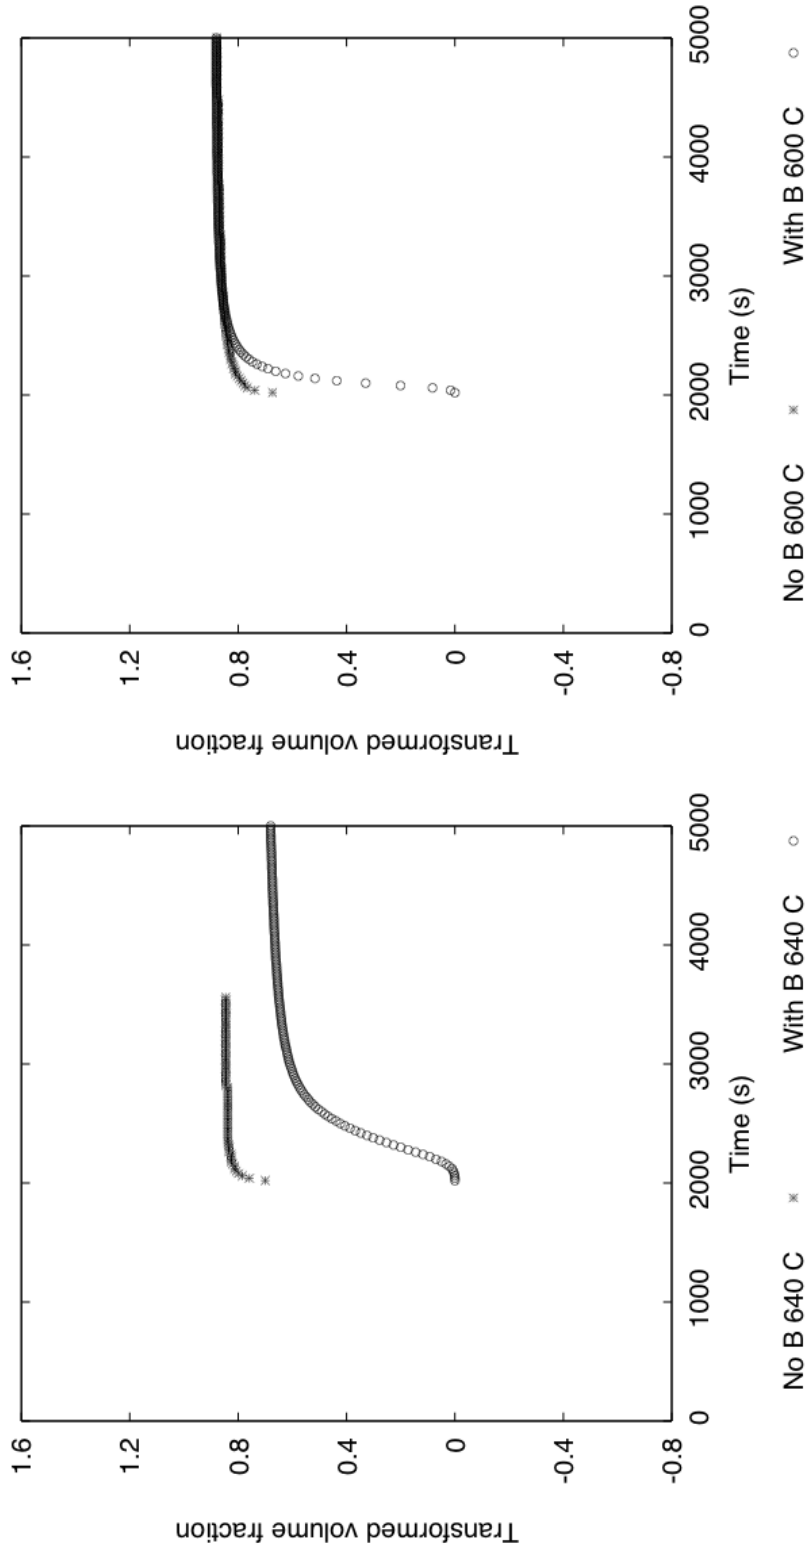 1.6
1.2
0.8
0.4
0
-0.4
-0.8
Transformed volume fraction
0 1000 2000 3000 4000 5000
Time (s)
No B 640 C
With B 640 C
1.6
1.2
0.8
0.4
0
-0.4
-0.8
Transformed volume fraction
0 1000 2000 3000 4000 5000
Time (s)
No B 600 C
With B 600 C